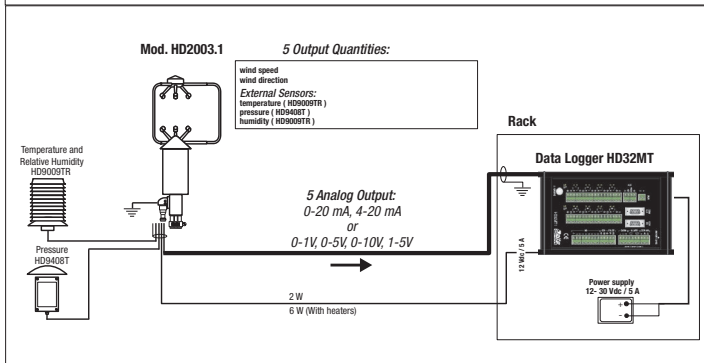 Mod. HD2003.1
5 Output Quantities:
wind speed
wind direction
External Sensors:
temperature ( HD9009TR )
pressure ( HD9408T )
humidity ( HD9009TR )
Rack
Temperature and
Relative Humidity
HD9009TR
Data Logger HD32MT
5 Analog Output:
0-20 mA, 4-20 mA
or
0-1V, 0-5V, 0-10V, 1-5V
Pressure
HD9408T
12 Vdc / 5 A
Power supply
12- 30 Vdc / 5 A
+
-
2 W
6 W (With heaters)